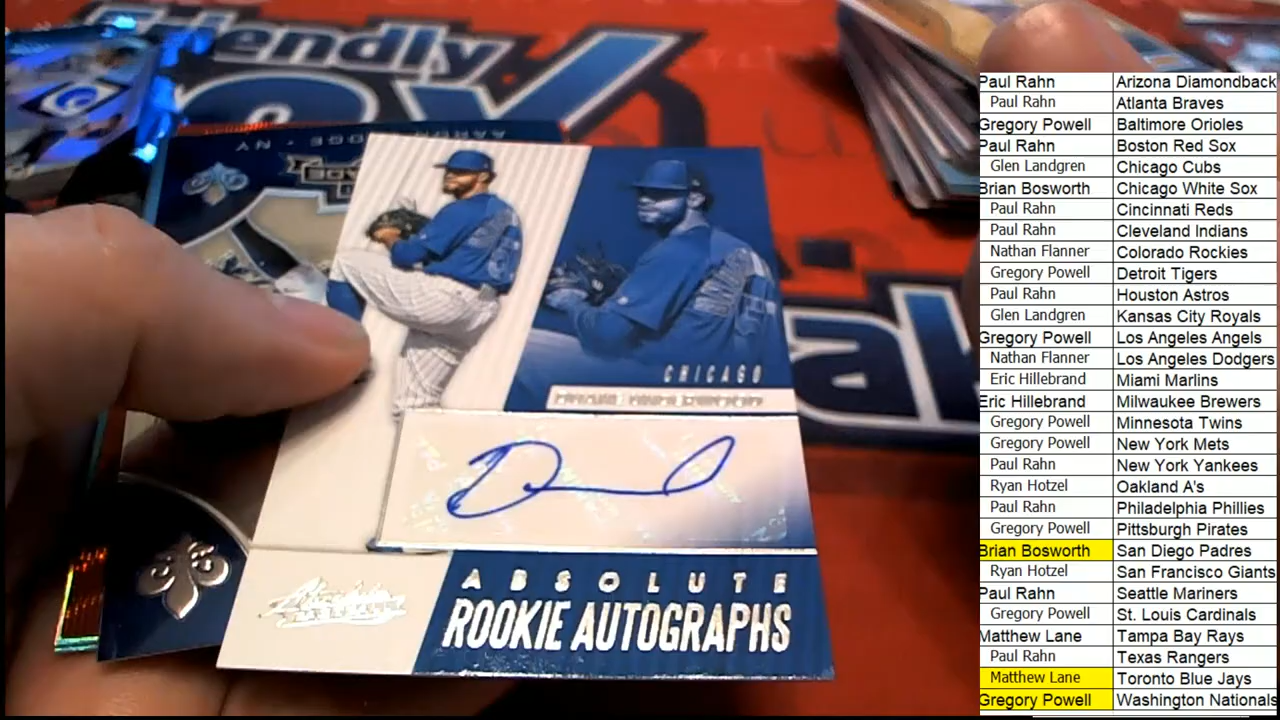 Friendly
AARON
NY
CHICAGO
ABSOLUTE
ROOKIE AUTOGRAPHS
Absolute
Paul Rahn Arizona Diamondback
Paul Rahn Atlanta Braves
Gregory Powell Baltimore Orioles
Paul Rahn Boston Red Sox
Glen Landgren Chicago Cubs
Brian Bosworth Chicago White Sox
Paul Rahn Cincinnati Reds
Paul Rahn Cleveland Indians
Nathan Flanner Colorado Rockies
Gregory Powell Detroit Tigers
Paul Rahn Houston Astros
Glen Landgren Kansas City Royals
Gregory Powell Los Angeles Angels
Nathan Flanner Los Angeles Dodgers
Eric Hillebrand Miami Marlins
Eric Hillebrand Milwaukee Brewers
Gregory Powell Minnesota Twins
Gregory Powell New York Mets
Paul Rahn New York Yankees
Ryan Hotzel Oakland A's
Paul Rahn Philadelphia Phillies
Gregory Powell Pittsburgh Pirates
Brian Bosworth San Diego Padres
Ryan Hotzel San Francisco Giants
Paul Rahn Seattle Mariners
Gregory Powell St. Louis Cardinals
Matthew Lane Tampa Bay Rays
Paul Rahn Texas Rangers
Matthew Lane Toronto Blue Jays
Gregory Powell Washington Nationals